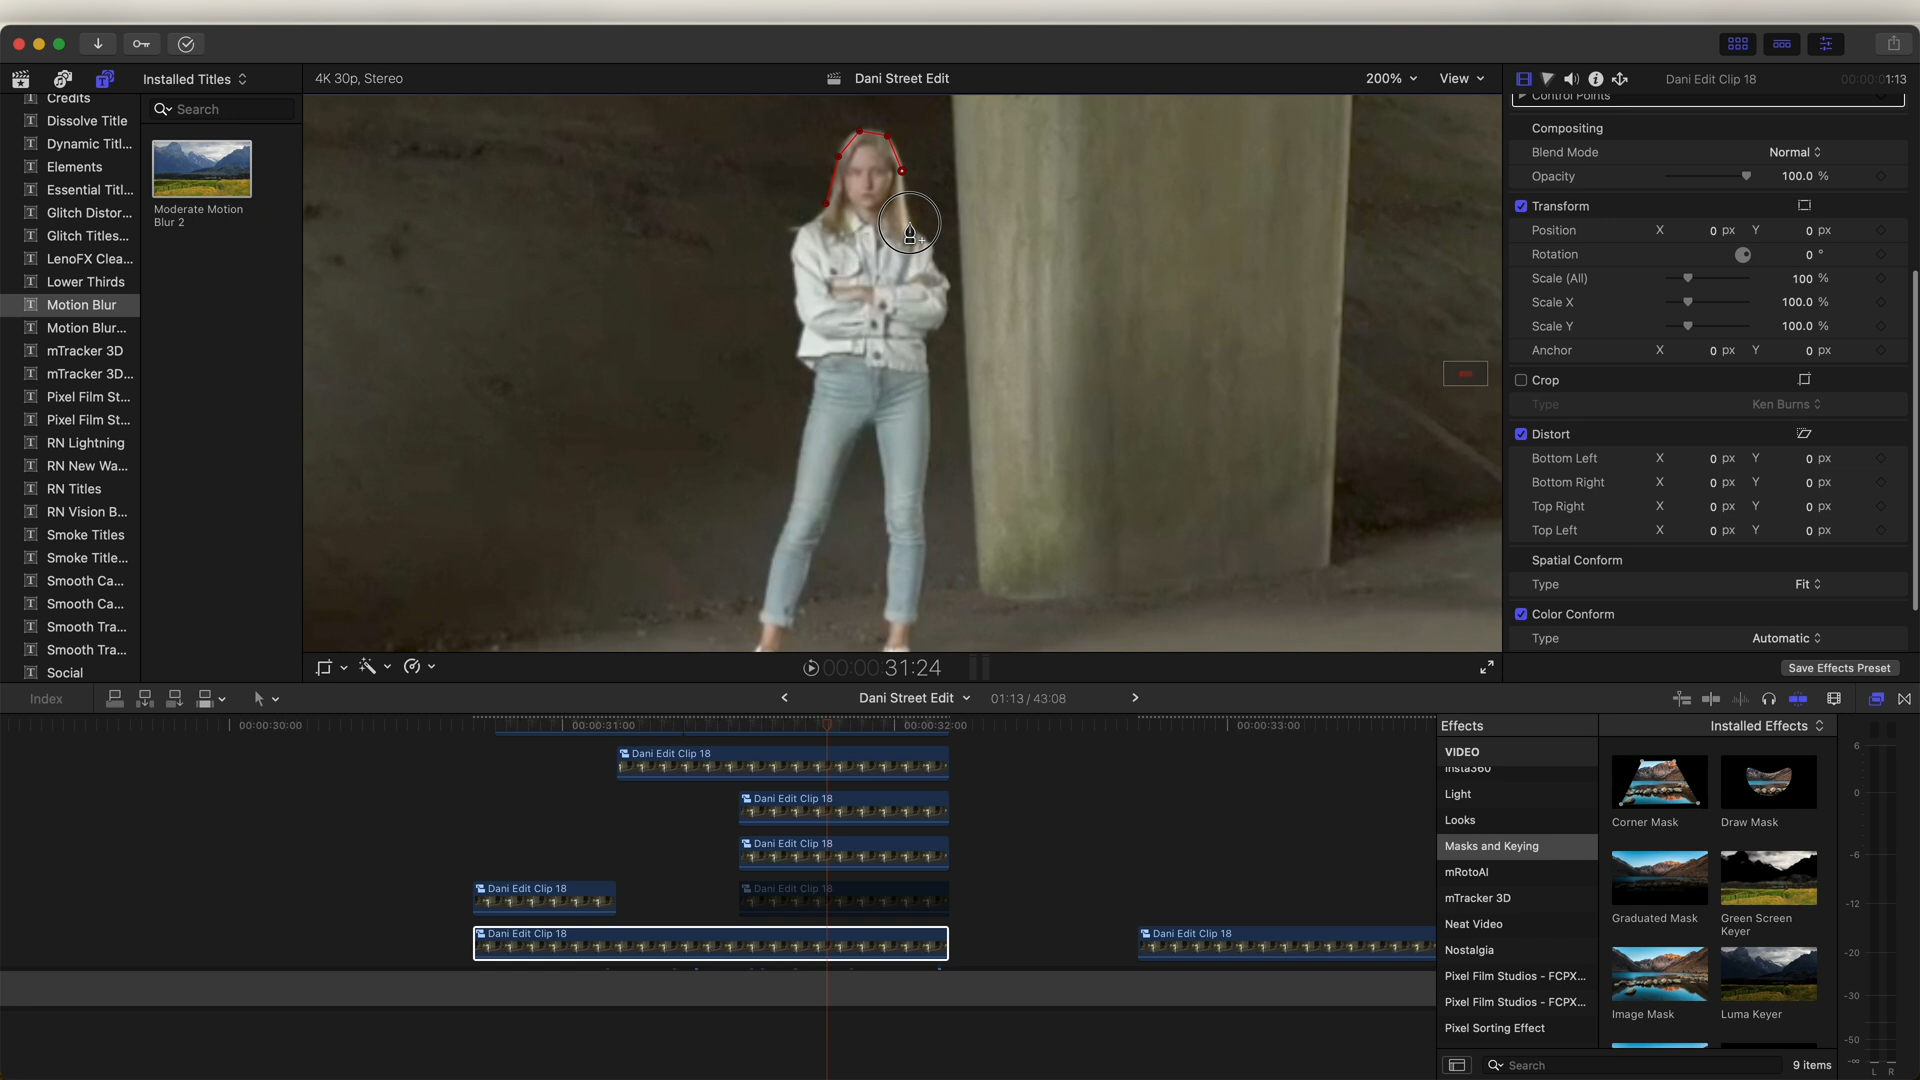 Installed Titles
4K 30p, Stereo
Dani Street Edit
200%
View
Dani Edit Clip 18
00:00:01:13
Credits
Dissolve Title
Dynamic Titl...
Elements
Essential Titl...
Glitch Distor...
Glitch Titles...
LenoFX Clea...
Lower Thirds
Motion Blur
Motion Blur...
mTracker 3D
mTracker 3D...
Pixel Film St...
Pixel Film St...
RN Lightning
RN New Wa...
RN Titles
RN Vision B...
Smoke Titles
Smoke Title...
Smooth Ca...
Smooth Ca...
Smooth Tra...
Smooth Tra...
Social
Search
Moderate Motion
Blur 2
Control Points
Compositing
Blend Mode Normal
Opacity 100.0 %
Transform
Position X 0 px Y 0 px
Rotation 0 °
Scale (All) 100 %
Scale X 100.0 %
Scale Y 100.0 %
Anchor X 0 px Y 0 px
Crop
Type Ken Burns
Distort
Bottom Left X 0 px Y 0 px
Bottom Right X 0 px Y 0 px
Top Right X 0 px Y 0 px
Top Left X 0 px Y 0 px
Spatial Conform
Type Fit
Color Conform
Type Automatic
Save Effects Preset
00:00:31:24
Index
Dani Street Edit
01:13 / 43:08
00:00:30:00
00:00:31:00
00:00:32:00
00:00:33:00
Dani Edit Clip 18
Dani Edit Clip 18
Dani Edit Clip 18
Dani Edit Clip 18
Dani Edit Clip 18
Dani Edit Clip 18
Dani Edit Clip 18
Effects
Installed Effects
VIDEO
Insta360
Light
Looks
Masks and Keying
mRotoAI
mTracker 3D
Neat Video
Nostalgia
Pixel Film Studios - FCPX...
Pixel Film Studios - FCPX...
Pixel Sorting Effect
Corner Mask
Draw Mask
Graduated Mask
Green Screen
Keyer
Image Mask
Luma Keyer
Search
9 items
6
0
-6
-12
-20
-30
-50
-∞
L R